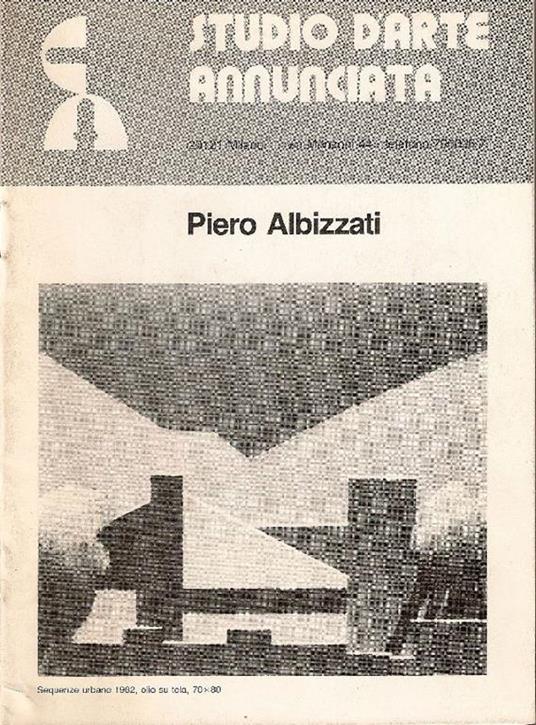 STUDIO D'ARTE
ANNUNCIATA
20121 Milano via Manzoni 44 - telefono
Piero Albizzati
Sequenze urbane 1982, olio su tela, 70×80